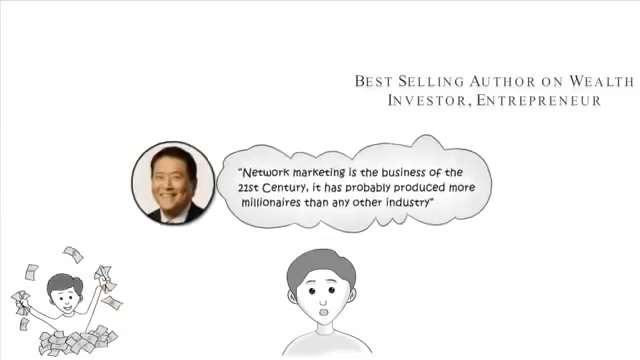 BEST SELLING AUTHOR ON WEALTH
INVESTOR, ENTREPRENEUR
"Network marketing is the business of the
21st Century, it has probably produced more
millionaires than any other industry"